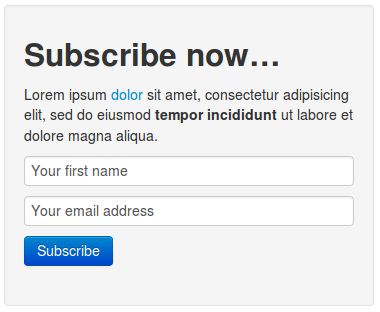 Subscribe now…
Lorem ipsum dolor sit amet, consectetur adipisicing
elit, sed do eiusmod tempor incididunt ut labore et
dolore magna aliqua.
Your first name
Your email address
Subscribe